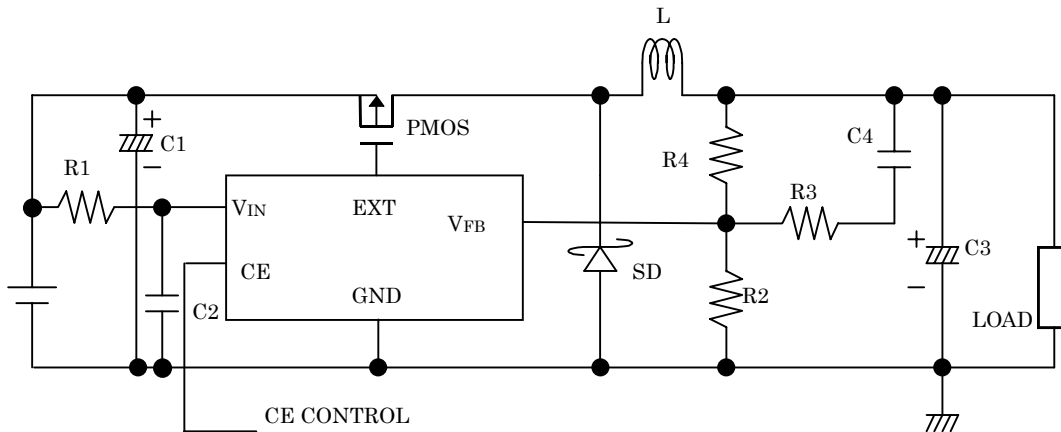 L
+
C1
−
PMOS
R1
VIN
EXT
VFB
CE
GND
C2
R4
C4
R3
SD
R2
+
C3
−
LOAD
CE CONTROL